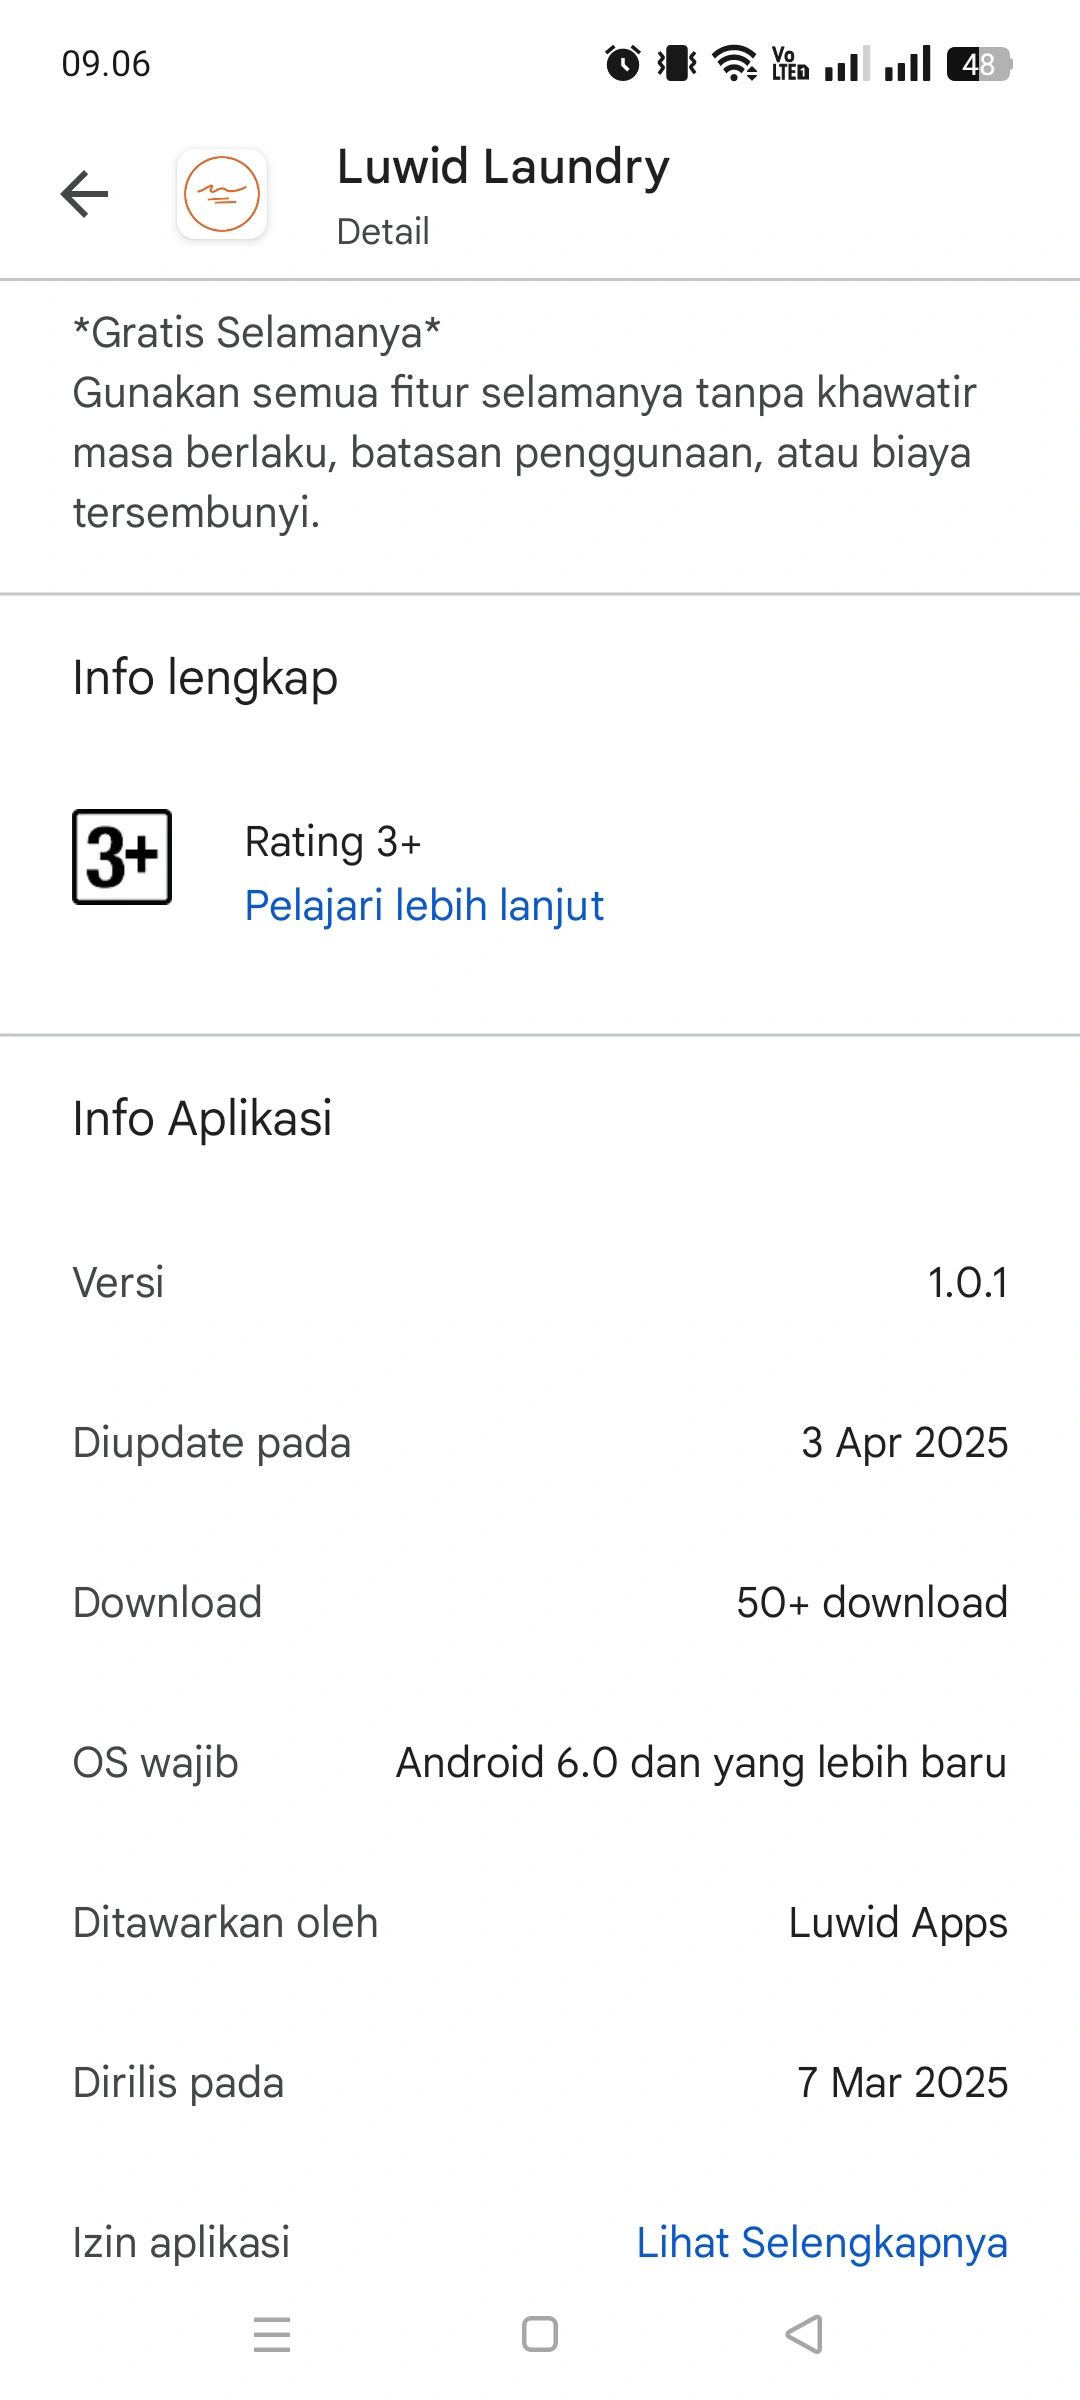 09.06
Vo
LTE1
48
Luwid Laundry
Detail
*Gratis Selamanya*
Gunakan semua fitur selamanya tanpa khawatir
masa berlaku, batasan penggunaan, atau biaya
tersembunyi.
Info lengkap
3+
Rating 3+
Pelajari lebih lanjut
Info Aplikasi
Versi 1.0.1
Diupdate pada 3 Apr 2025
Download 50+ download
OS wajib Android 6.0 dan yang lebih baru
Ditawarkan oleh Luwid Apps
Dirilis pada 7 Mar 2025
Izin aplikasi Lihat Selengkapnya